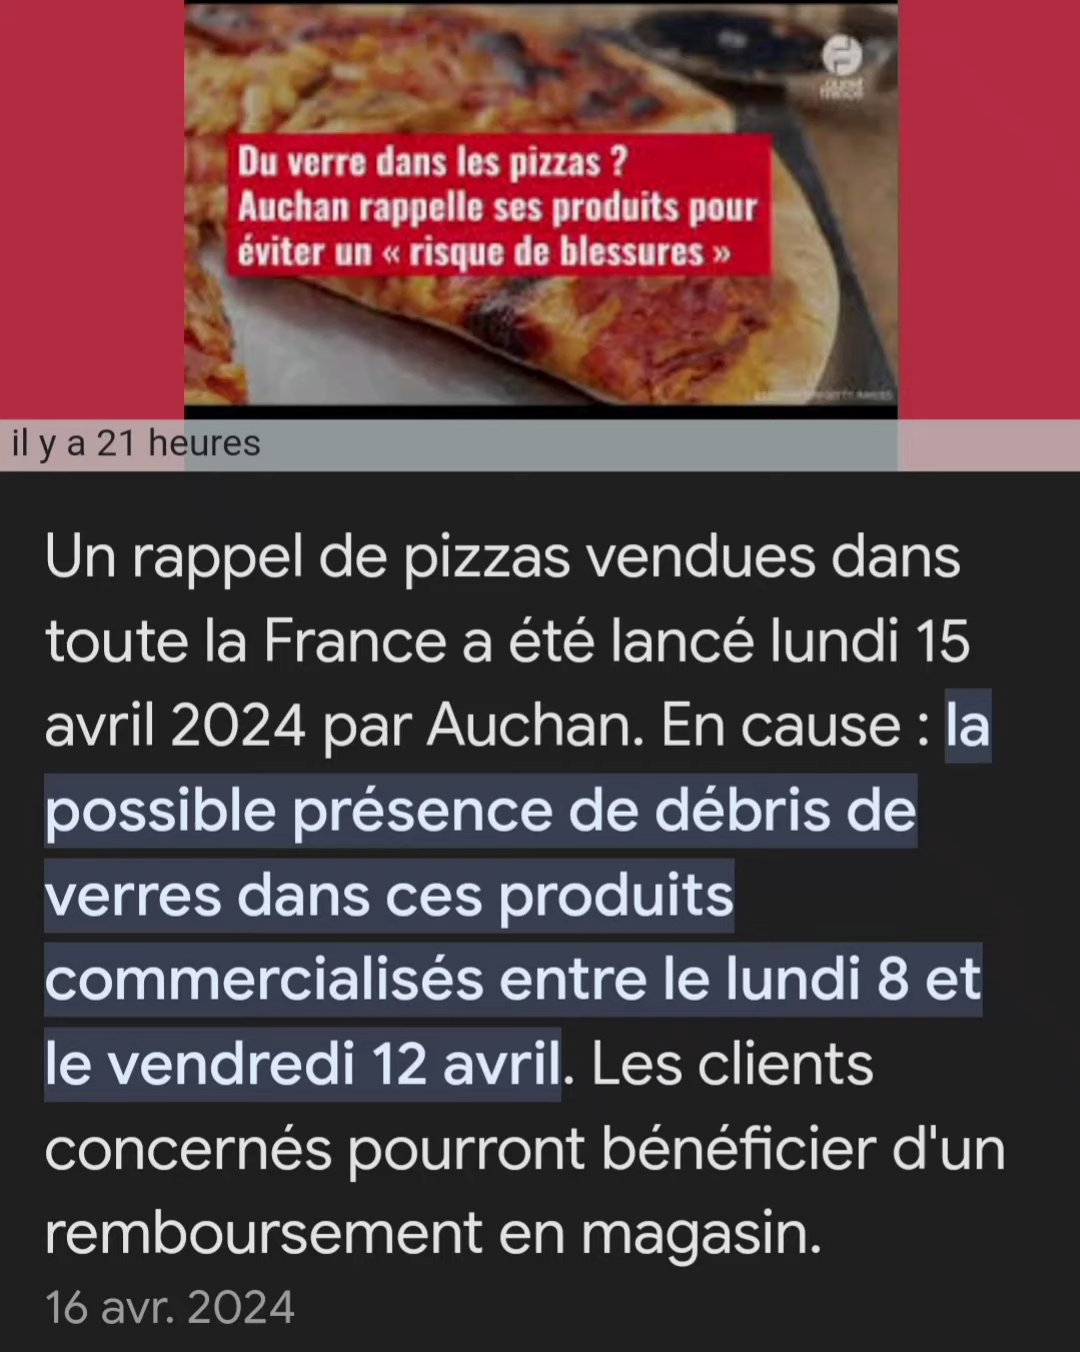 Du verre dans les pizzas ?
Auchan rappelle ses produits pour
éviter un « risque de blessures »
il y a 21 heures
Un rappel de pizzas vendues dans
toute la France a été lancé lundi 15
avril 2024 par Auchan. En cause : la
possible présence de débris de
verres dans ces produits
commercialisés entre le lundi 8 et
le vendredi 12 avril. Les clients
concernés pourront bénéficier d'un
remboursement en magasin.
16 avr. 2024